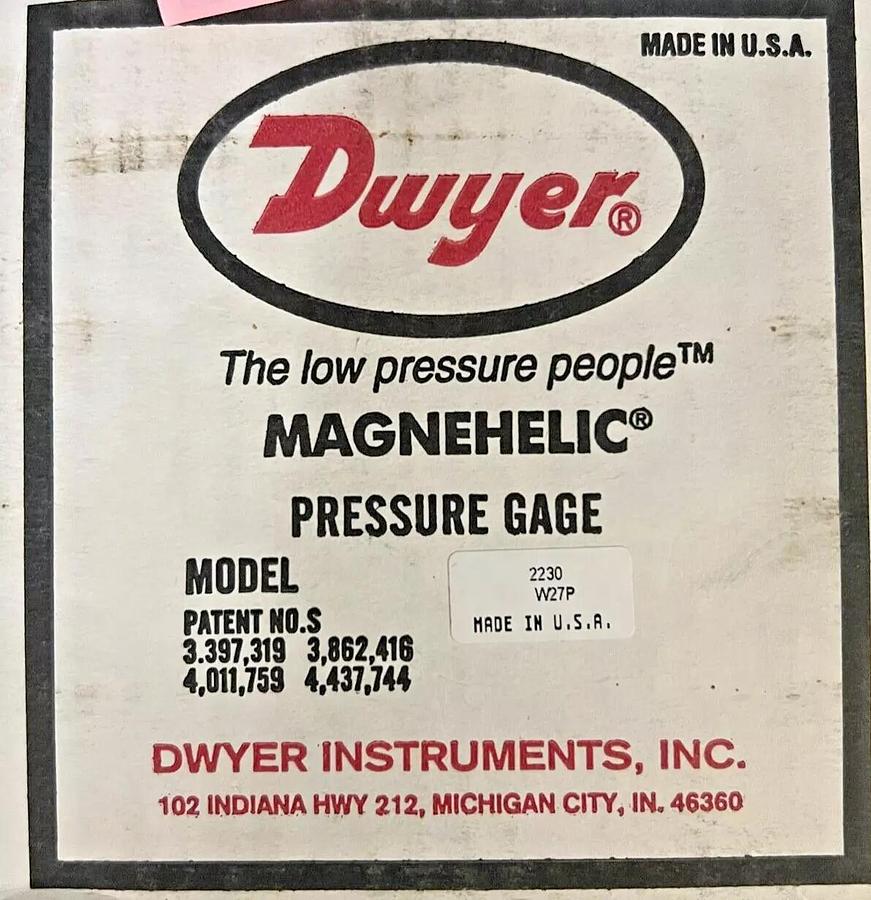 MADE IN U.S.A.
Dwyer®
The low pressure people™
MAGNEHELIC®
PRESSURE GAGE
MODEL
2230
W27P
MADE IN U.S.A.
PATENT NO.S
3.397,319 3,862,416
4,011,759 4,437,744
DWYER INSTRUMENTS, INC.
102 INDIANA HWY 212, MICHIGAN CITY, IN. 46360